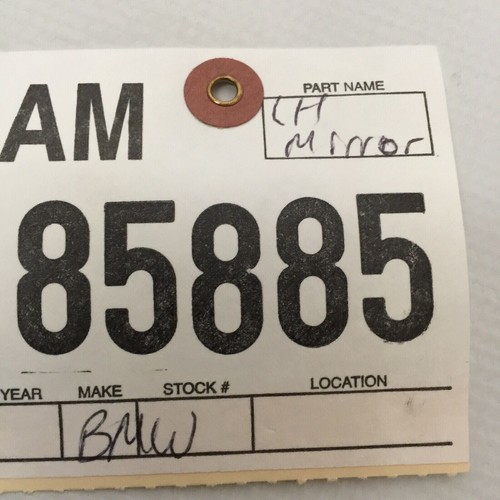 AM
PART NAME
LH
Mirror
85885
YEAR MAKE STOCK # LOCATION
BMW